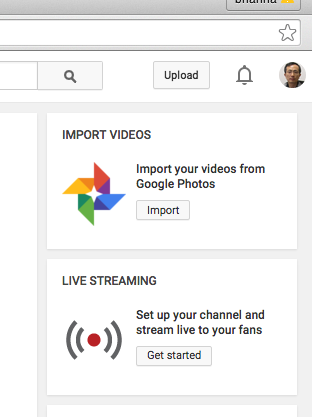 brianna
Upload
IMPORT VIDEOS
Import your videos from
Google Photos
Import
LIVE STREAMING
Set up your channel and
stream live to your fans
Get started